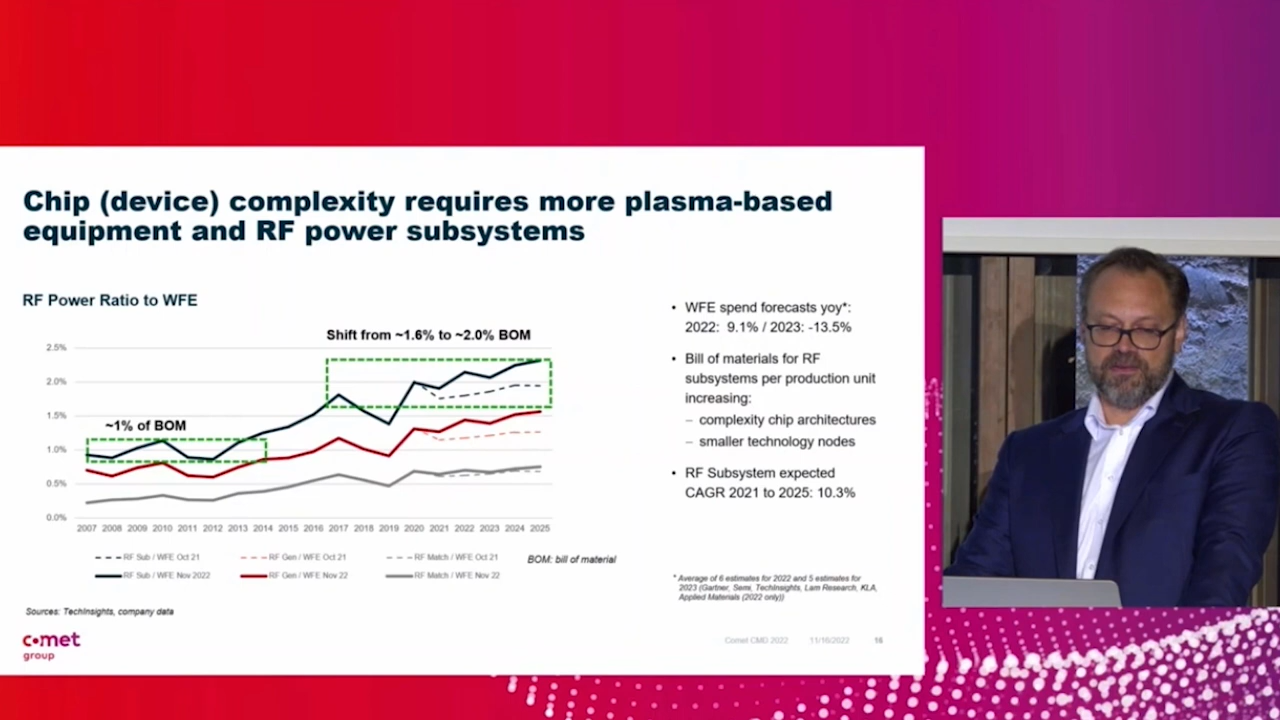 Chip (device) complexity requires more plasma-based
equipment and RF power subsystems
RF Power Ratio to WFE
Shift from ~1.6% to ~2.0% BOM
2.5%
2.0%
1.5%
~1% of BOM
1.0%
0.5%
0.0%
2007 2008 2009 2010 2011 2012 2013 2014 2015 2016 2017 2018 2019 2020 2021 2022 2023 2024 2025
RF Sub / WFE Oct 21
RF Gen / WFE Oct 21
RF Match / WFE Oct 21
RF Sub / WFE Nov 2022
RF Gen / WFE Nov 22
RF Match / WFE Nov 22
BOM: bill of material
• WFE spend forecasts yoy*:
2022: 9.1% / 2023: -13.5%
• Bill of materials for RF
subsystems per production unit
increasing:
– complexity chip architectures
– smaller technology nodes
• RF Subsystem expected
CAGR 2021 to 2025: 10.3%
* Average of 6 estimates for 2022 and 5 estimates for
2023 (Gartner, Semi, TechInsights, Lam Research, KLA,
Applied Materials (2022 only))
Sources: TechInsights, company data
comet
group
Comet CMD 2022
11/16/2022
16